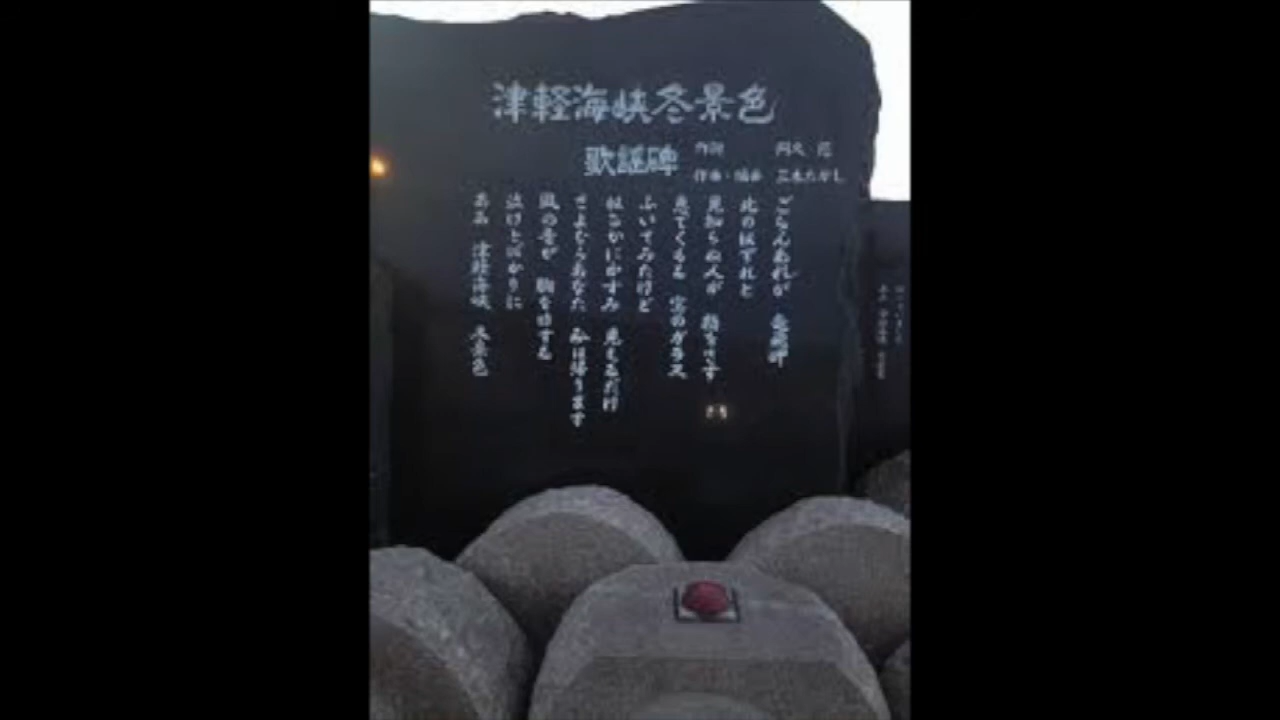 津軽海峡冬景色
歌謡碑
作詞 阿久 悠
作曲・編曲 三木たかし
ごらんあれが 竜飛岬
北のはずれと
見知らぬ人が 指をさす
息でくもる 窓のガラス
ふいてみたけど
はるかにかすみ 見えるだけ
さよならあなた 私は帰ります
風の音が 胸をゆする
泣けとばかりに
ああ 津軽海峡 冬景色